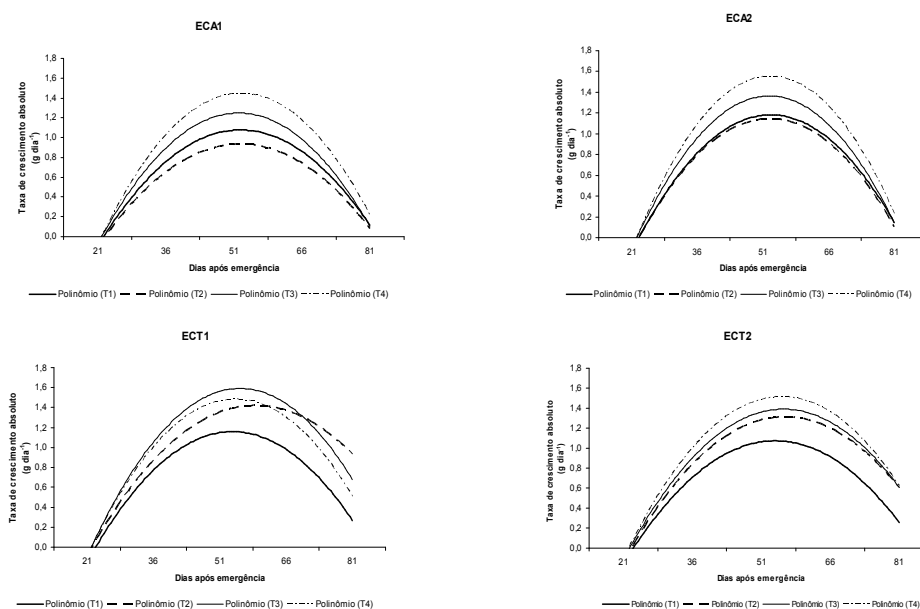 ECA1
Taxa de crescimento absoluto
(g dia⁻¹)
1,8
1,6
1,4
1,2
1,0
0,8
0,6
0,4
0,2
0,0
21 36 51 66 81
Dias após emergência
Polinômio (T1) Polinômio (T2) Polinômio (T3) Polinômio (T4)
ECA2
Taxa de crescimento absoluto
(g dia⁻¹)
1,8
1,6
1,4
1,2
1,0
0,8
0,6
0,4
0,2
0,0
21 36 51 66 81
Dias após emergência
Polinômio (T1) Polinômio (T2) Polinômio (T3) Polinômio (T4)
ECT1
Taxa de crescimento absoluto
(g dia⁻¹)
1,8
1,6
1,4
1,2
1,0
0,8
0,6
0,4
0,2
0,0
21 36 51 66 81
Dias após emergência
Polinômio (T1) Polinômio (T2) Polinômio (T3) Polinômio (T4)
ECT2
Taxa de crescimento absoluto
(g dia⁻¹)
1,8
1,6
1,4
1,2
1,0
0,8
0,6
0,4
0,2
0,0
21 36 51 66 81
Dias após emergência
Polinômio (T1) Polinômio (T2) Polinômio (T3) Polinômio (T4)